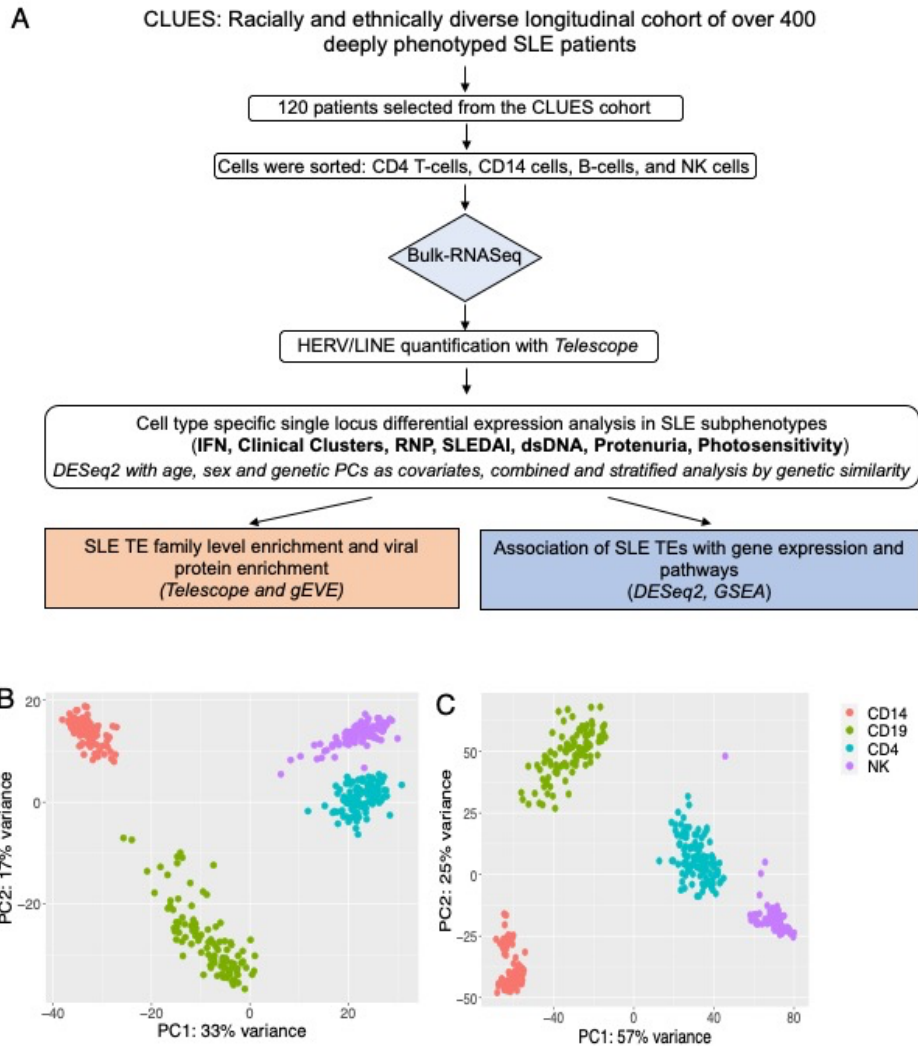 A
CLUES: Racially and ethnically diverse longitudinal cohort of over 400
deeply phenotyped SLE patients
120 patients selected from the CLUES cohort
Cells were sorted: CD4 T-cells, CD14 cells, B-cells, and NK cells
Bulk-RNASeq
HERV/LINE quantification with Telescope
Cell type specific single locus differential expression analysis in SLE subphenotypes
(IFN, Clinical Clusters, RNP, SLEDAI, dsDNA, Protenuria, Photosensitivity)
DESeq2 with age, sex and genetic PCs as covariates, combined and stratified analysis by genetic similarity
SLE TE family level enrichment and viral
protein enrichment
(Telescope and gEVE)
Association of SLE TEs with gene expression and
pathways
(DESeq2, GSEA)
B
20
0
−20
PC2: 17% variance
−40
−20
0
20
PC1: 33% variance
C
50
25
0
−25
−50
PC2: 25% variance
−40
0
40
80
PC1: 57% variance
CD14
CD19
CD4
NK